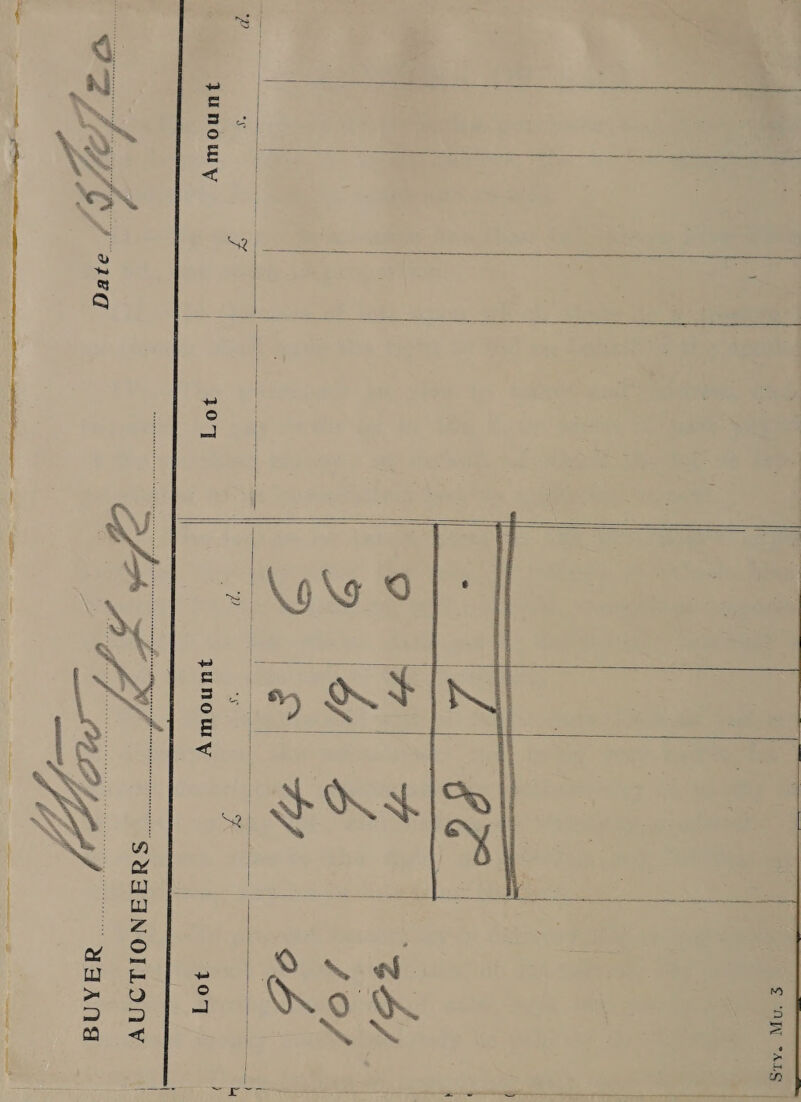 BUYER Date 13/10/20
AUCTIONEERS K F & R
Lot Amount Lot Amount
£ s. d. £ s. d.
90 14 3 6
101 9 19 6
192. 4 4 0
28 7 .
STY. MU. 3